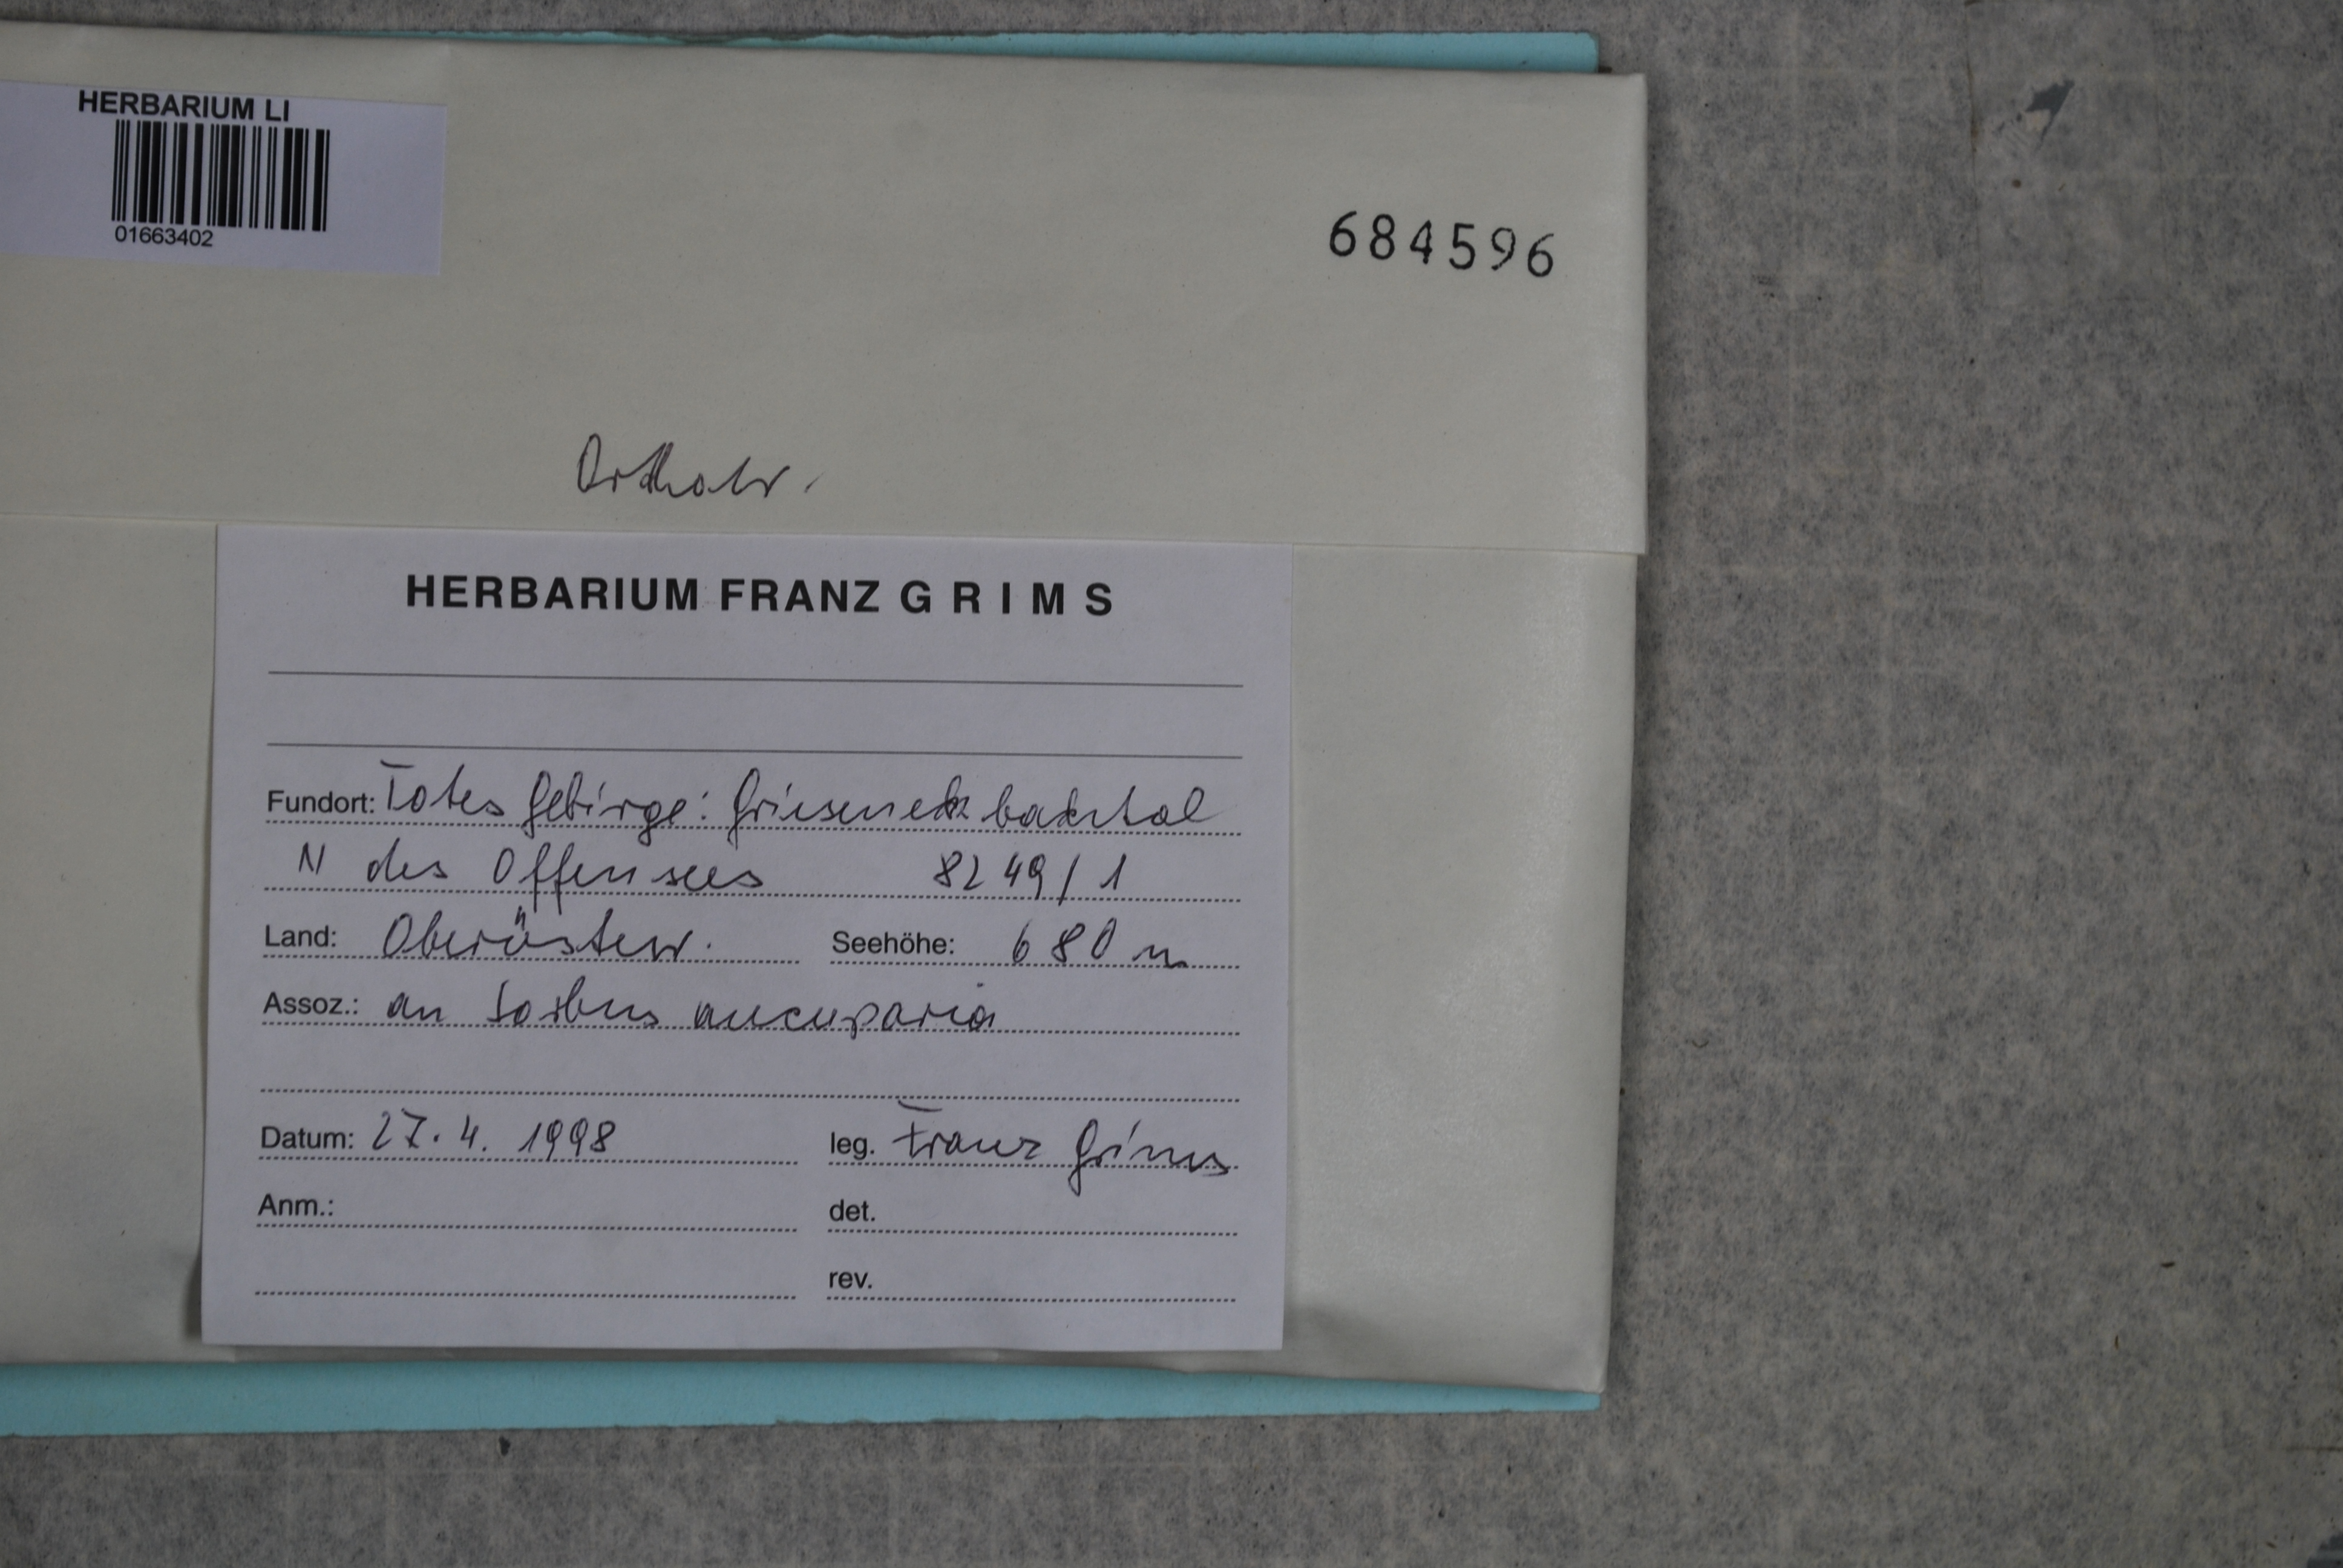 HERBARIUM LI
01663402
684596
Orthotr.
HERBARIUM FRANZ GRIMS
Fundort: Totes Gebirge: Grieseneckbachtal
N des Offensees 8249/1
Land: Oberösterr. Seehöhe: 680 m
Assoz.: an Sorbus aucuparia
Datum: 27.4.1998 leg. Franz Grims
Anm.: det.
rev.